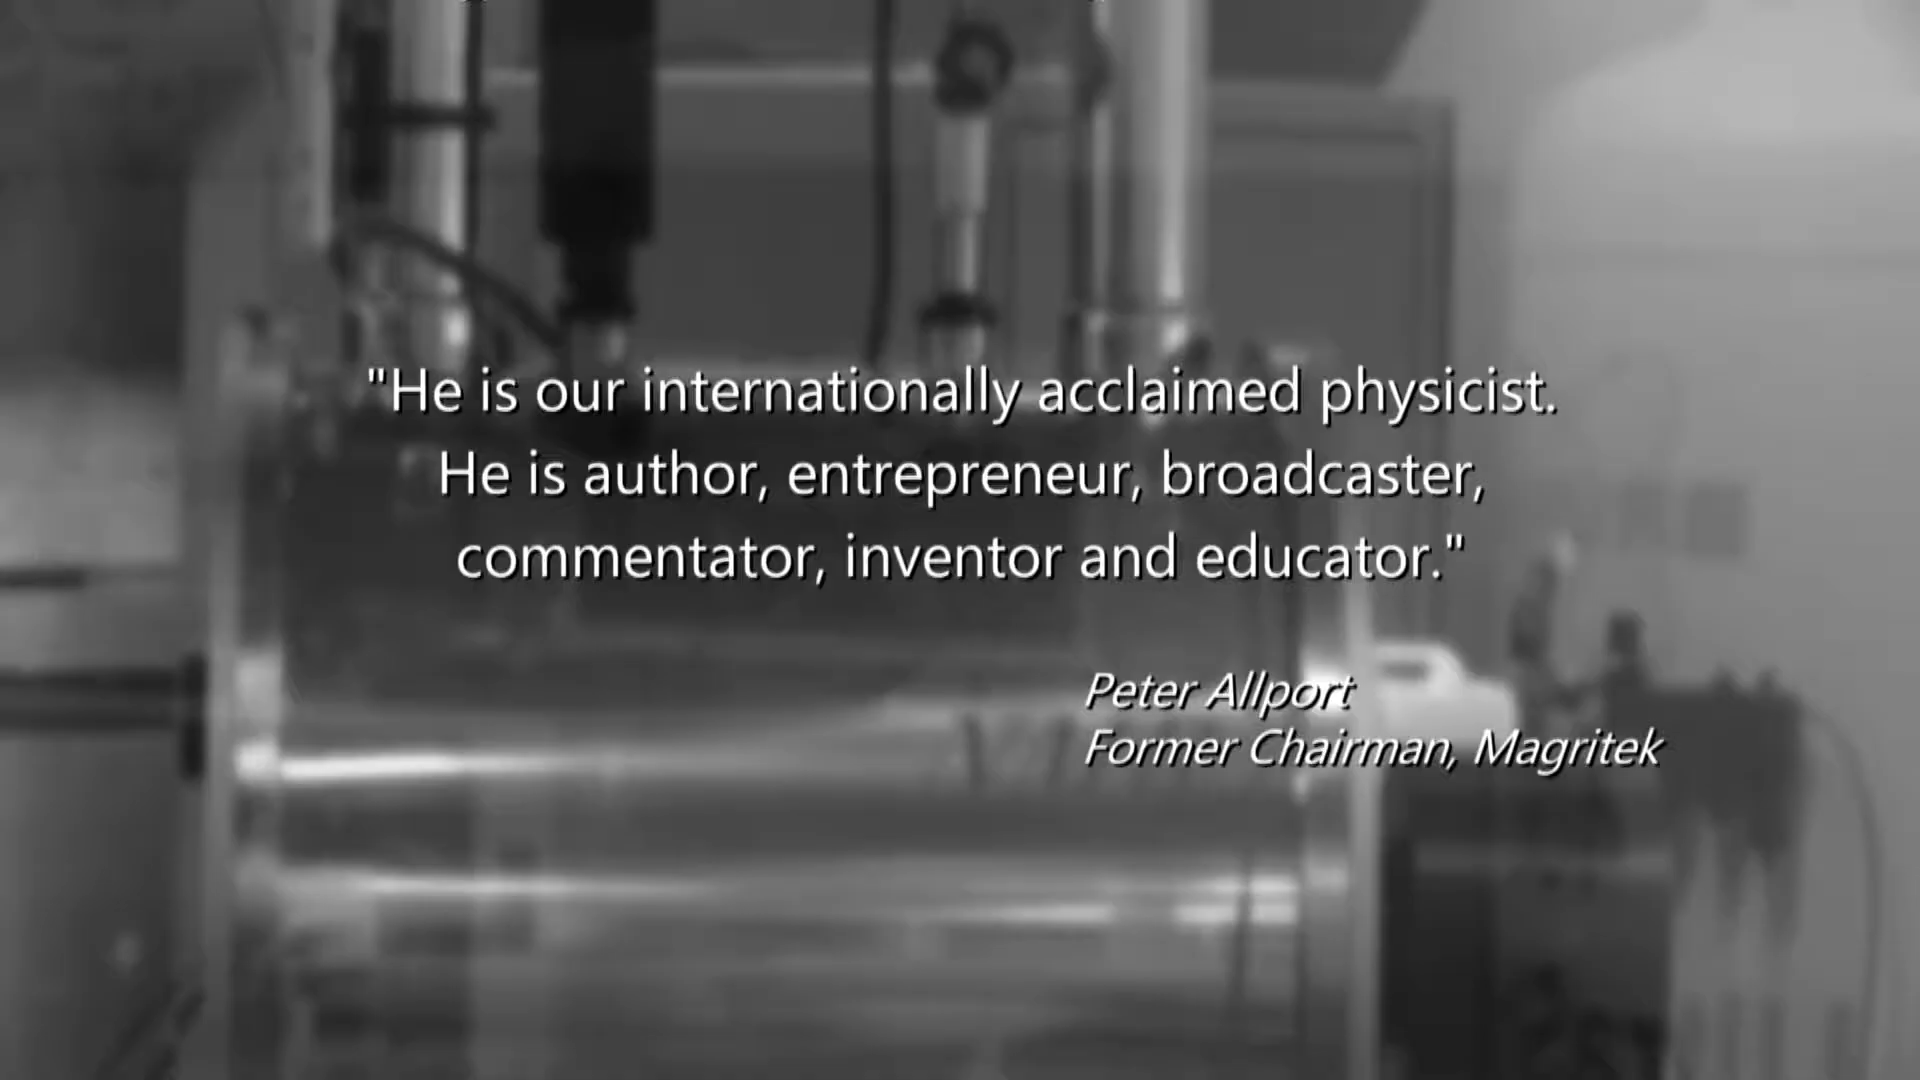 "He is our internationally acclaimed physicist.
He is author, entrepreneur, broadcaster,
commentator, inventor and educator."
Peter Allport
Former Chairman, Magritek